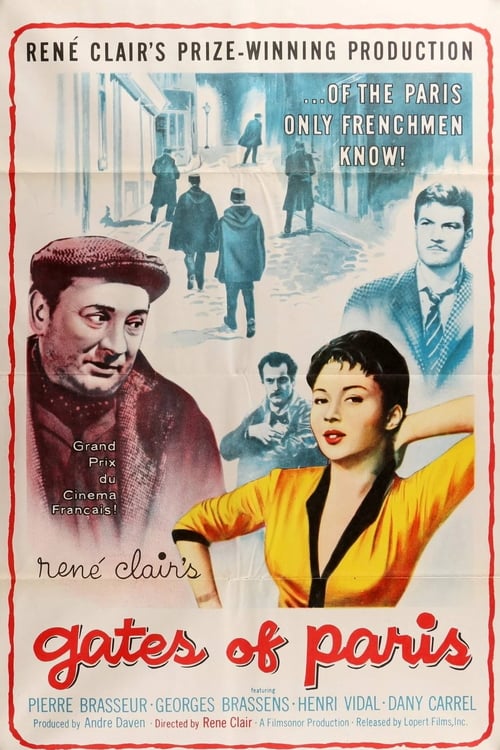 RENÉ CLAIR'S PRIZE-WINNING PRODUCTION
...OF THE PARIS
ONLY FRENCHMEN
KNOW!
Grand
Prix
du
Cinema
Français!
rené clair's
gates of paris
featuring
PIERRE BRASSEUR · GEORGES BRASSENS · HENRI VIDAL · DANY CARREL
Produced by Andre Daven · Directed by Rene Clair · A Filmsonor Production · Released by Lopert Films, Inc.